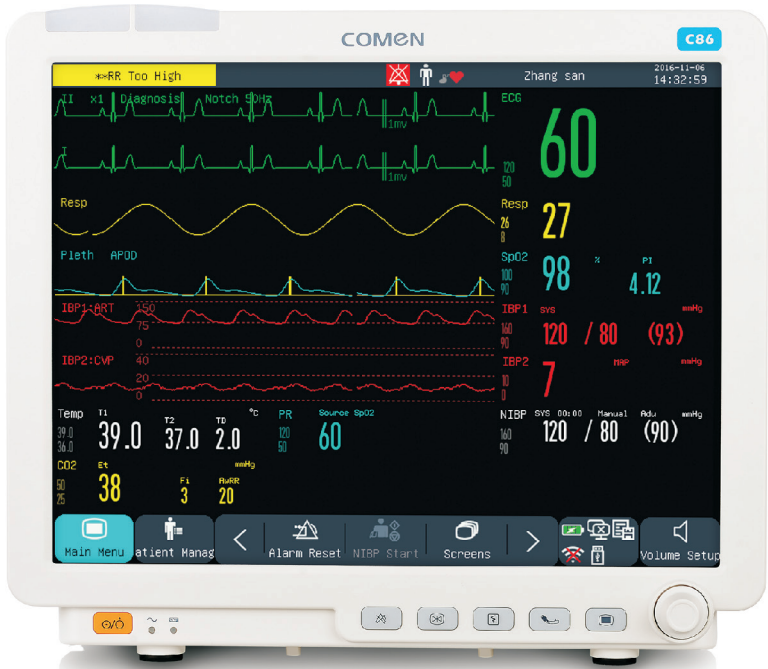 COMEN
C86
**RR Too High
Zhang san
2016-11-06
14:32:59
II x1 Diagnosis Notch 50Hz
1mv
I
1mv
ECG
120
50
60
Resp
Resp
26
8
27
Pleth APOD
SpO2
100
90
98
%
PI
4.12
IBP1:ART
150
75
0
IBP1
SYS
mmHg
160
90
120 / 80 (93)
IBP2:CVP
40
20
0
IBP2
MAP
mmHg
10
0
7
Temp
39.0
36.0
T1
39.0
T2
37.0
TD
2.0
°C
PR
Source SpO2
120
50
60
NIBP
SYS 00:00 Manual Adu mmHg
160
90
120 / 80 (90)
CO2
50
25
Et
38
Fi
3
AwRR
20
mmHg
Main Menu
atient Manag
<
Alarm Reset
NIBP Start
Screens
>
Volume Setup